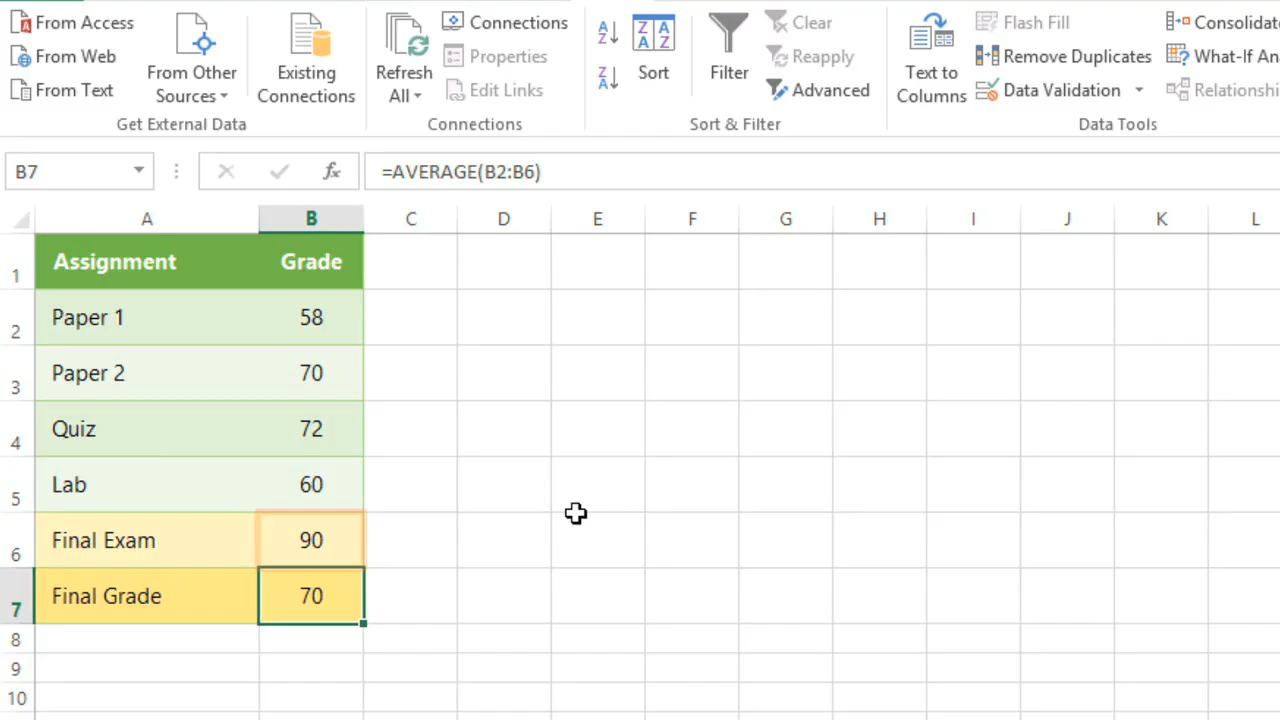 From Access
From Web
From Text
From Other
Sources
Existing
Connections
Get External Data
Refresh
All
Connections
Properties
Edit Links
Connections
A
Z
Z
A
Z A
A Z
Sort
Filter
Clear
Reapply
Advanced
Sort & Filter
Text to
Columns
Flash Fill
Remove Duplicates
Data Validation
Consolidate
What-If An
Relationshi
Data Tools
B7 fx =AVERAGE(B2:B6)
A B C D E F G H I J K L
1 Assignment Grade
2 Paper 1 58
3 Paper 2 70
4 Quiz 72
5 Lab 60
6 Final Exam 90
7 Final Grade 70
8
9
10